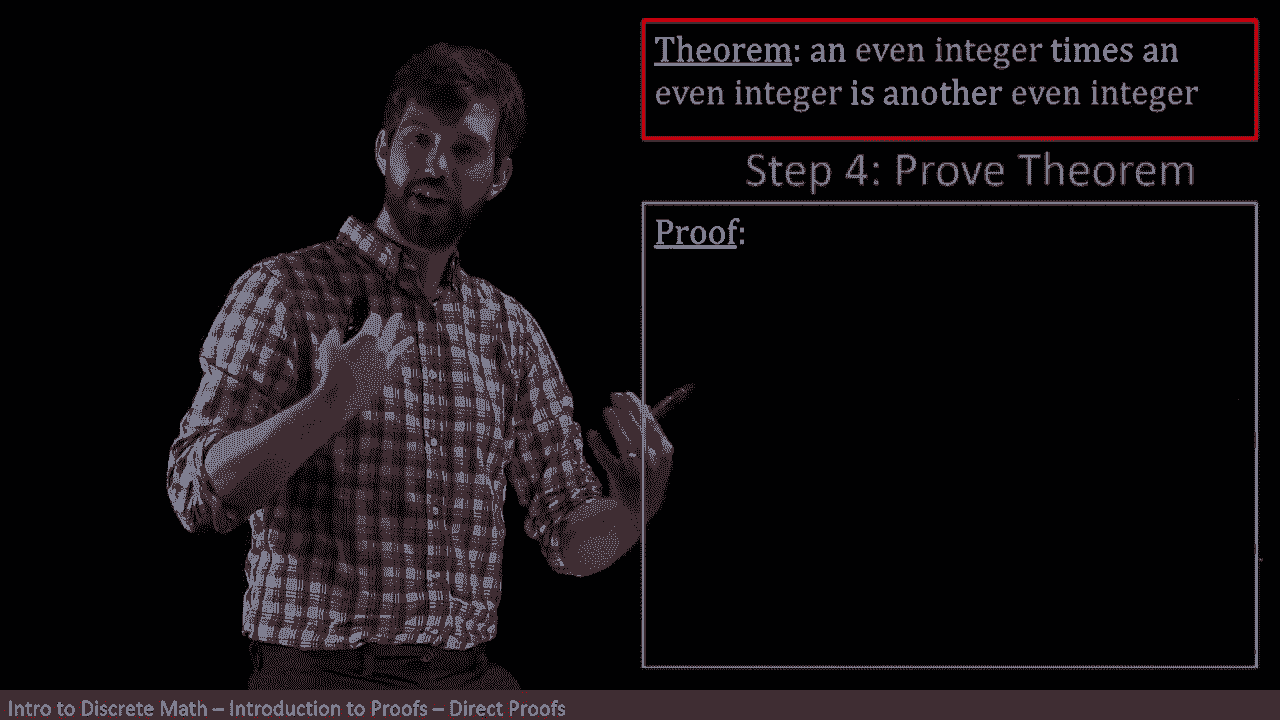 Theorem: an even integer times an
even integer is another even integer
Step 4: Prove Theorem
Proof:
Intro to Discrete Math – Introduction to Proofs – Direct Proofs